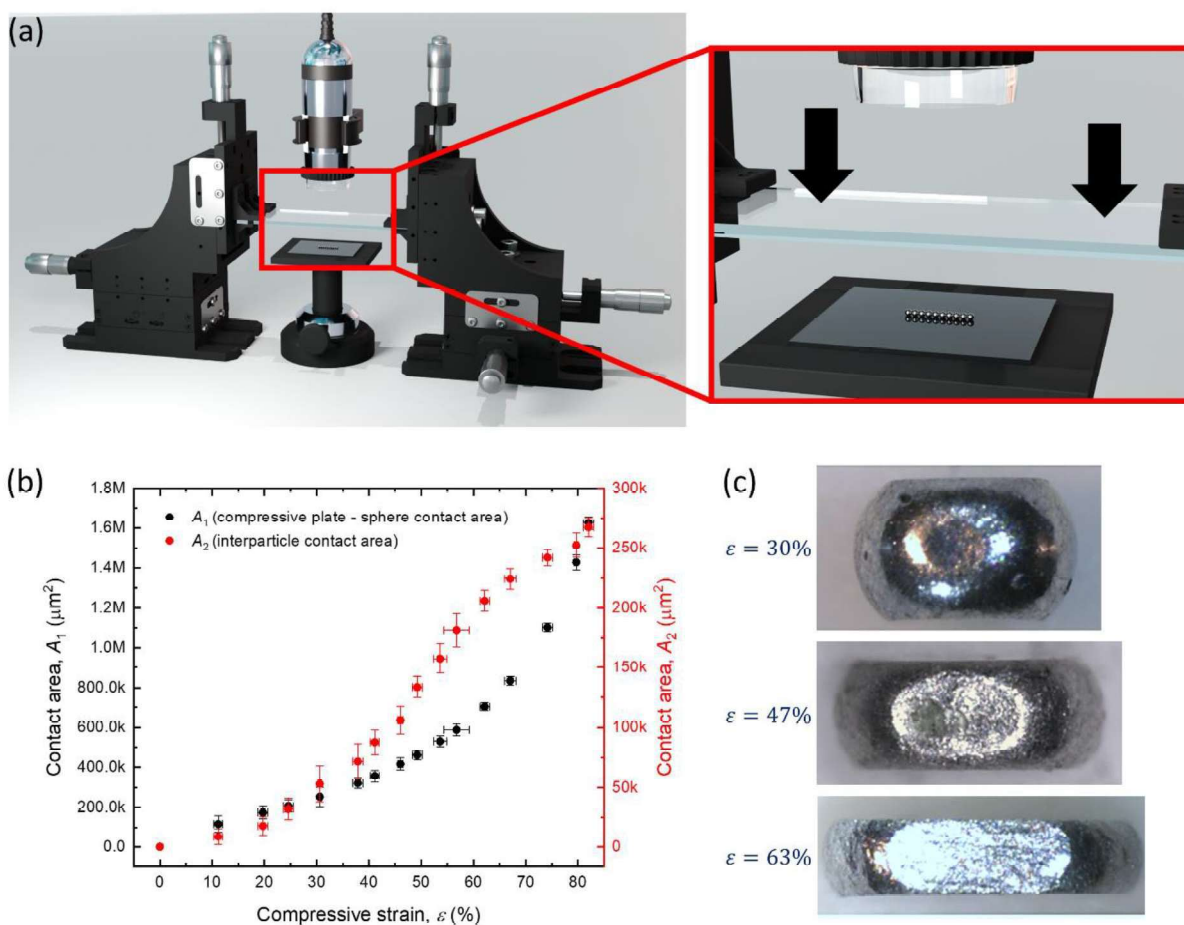 (a)
(b)
1.8M
1.6M
1.4M
1.2M
1.0M
800.0k
600.0k
400.0k
200.0k
0.0
Contact area, A₁ (μm²)
A₁ (compressive plate - sphere contact area)
A₂ (interparticle contact area)
300k
250k
200k
150k
100k
50k
0
Contact area, A₂ (μm²)
0 10 20 30 40 50 60 70 80
Compressive strain, ε (%)
(c)
ε = 30%
ε = 47%
ε = 63%